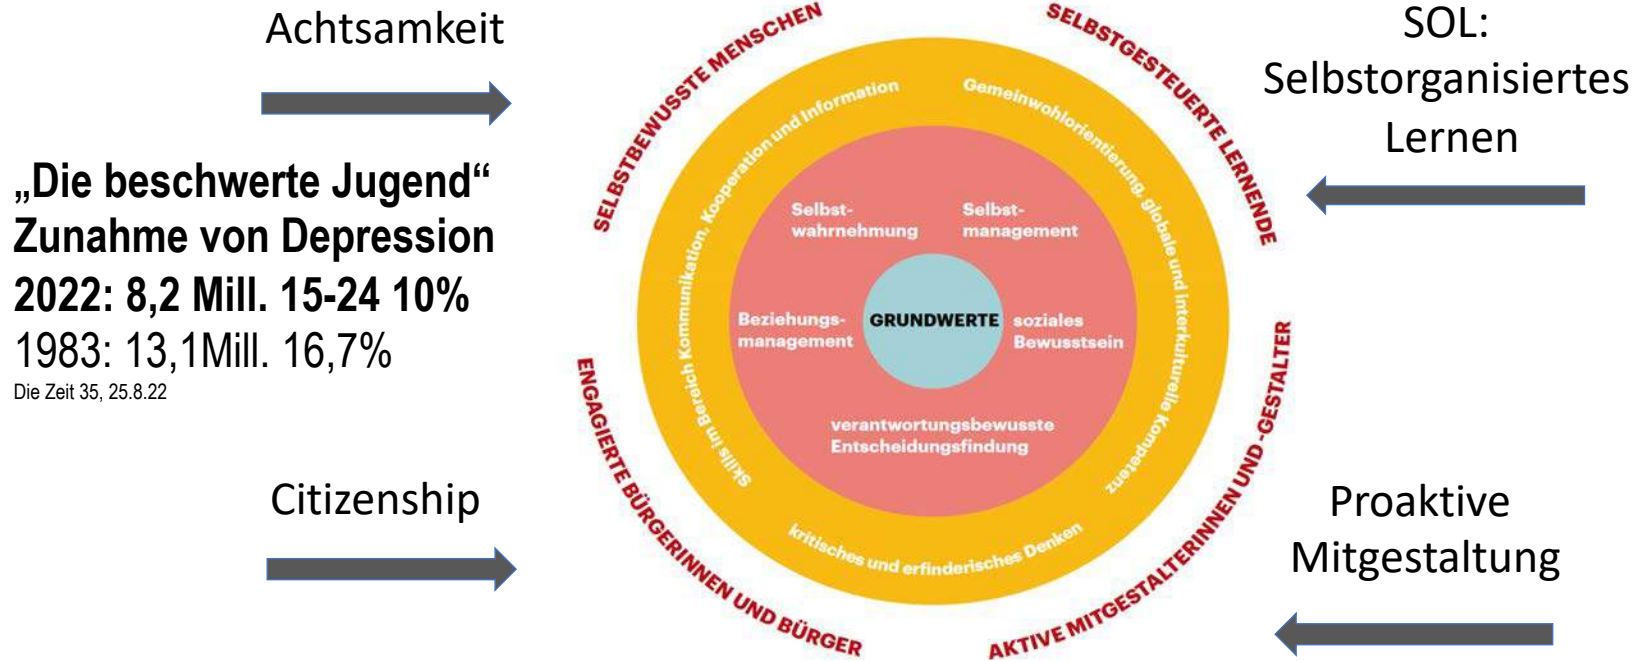 Achtsamkeit
„Die beschwerte Jugend“
Zunahme von Depression
2022: 8,2 Mill. 15-24 10%
1983: 13,1Mill. 16,7%
Die Zeit 35, 25.8.22
Citizenship
SELBSTBEWUSSTE MENSCHEN
SELBSTGESTEUERTE LERNENDE
ENGAGIERTE BÜRGERINNEN UND BÜRGER
AKTIVE MITGESTALTERINNEN UND -GESTALTER
Skills im Bereich Kommunikation, Kooperation und Information
Gemeinwohlorientierung, globale und interkulturelle Kompetenz
kritisches und erfinderisches Denken
Selbst-
wahrnehmung
Selbst-
management
Beziehungs-
management
GRUNDWERTE
soziales
Bewusstsein
verantwortungsbewusste
Entscheidungsfindung
SOL:
Selbstorganisiertes
Lernen
Proaktive
Mitgestaltung